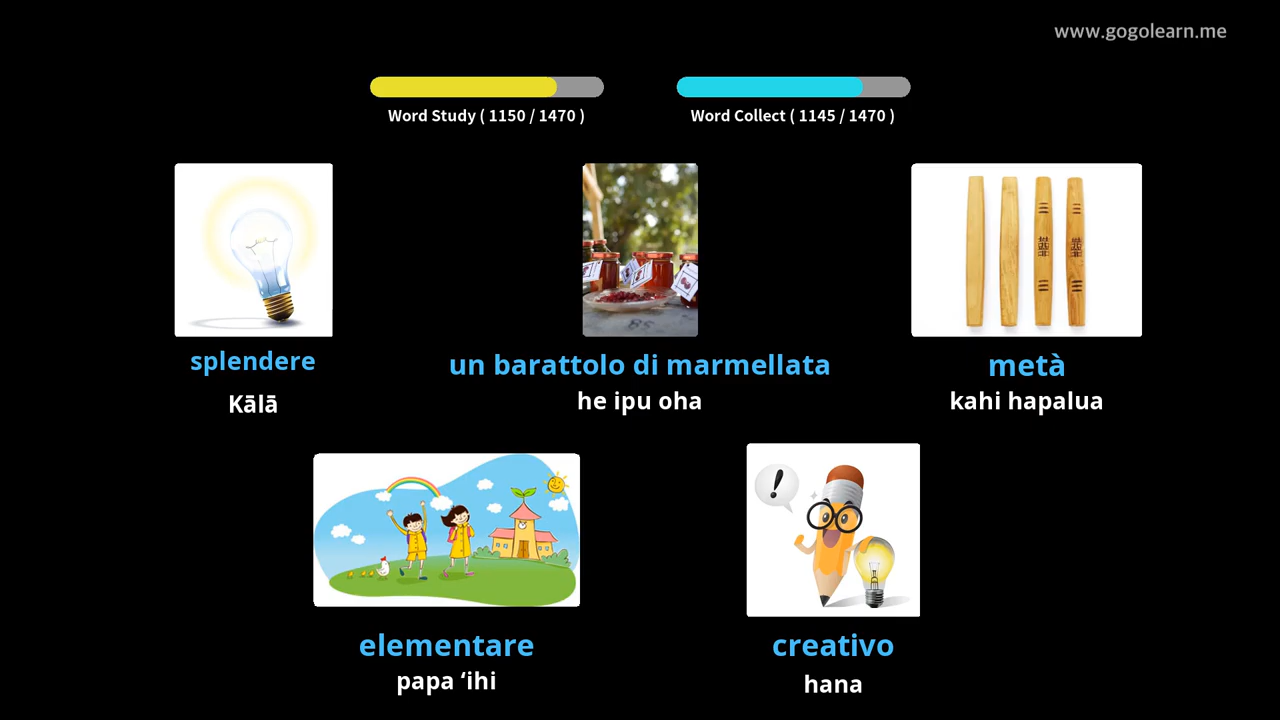 www.gogolearn.me
Word Study ( 1150 / 1470 )
Word Collect ( 1145 / 1470 )
splendere
Kālā
un barattolo di marmellata
he ipu oha
metà
kahi hapalua
elementare
papa ʻihi
creativo
hana